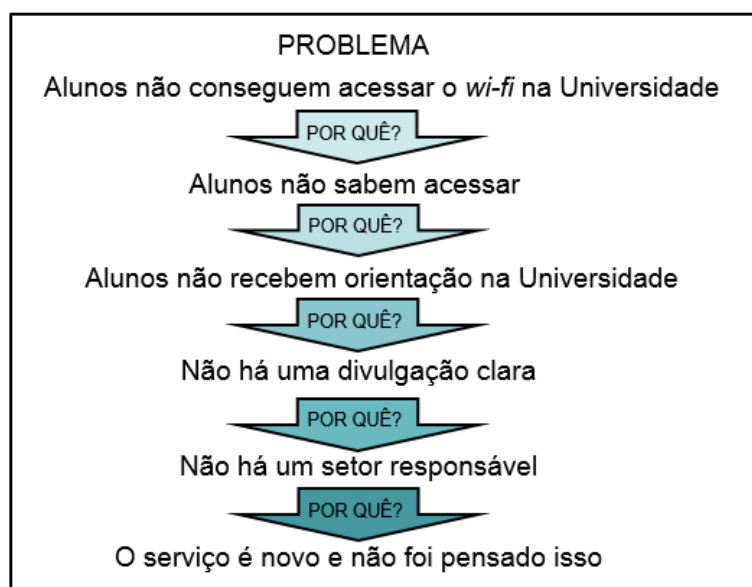 PROBLEMA
Alunos não conseguem acessar o wi-fi na Universidade
POR QUÊ?
Alunos não sabem acessar
POR QUÊ?
Alunos não recebem orientação na Universidade
POR QUÊ?
Não há uma divulgação clara
POR QUÊ?
Não há um setor responsável
POR QUÊ?
O serviço é novo e não foi pensado isso